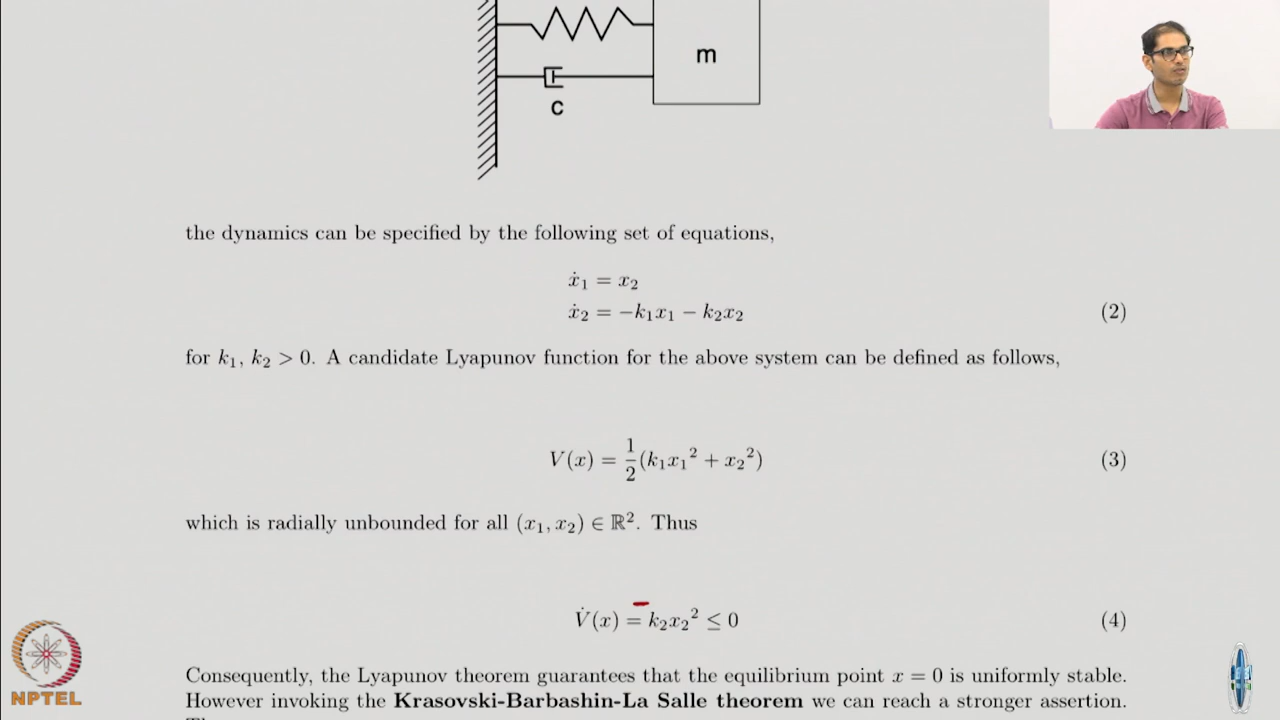 m
c
the dynamics can be specified by the following set of equations,
ẋ₁ = x₂
ẋ₂ = −k₁x₁ − k₂x₂ (2)
for k₁, k₂ > 0. A candidate Lyapunov function for the above system can be defined as follows,
V(x) = 1/2(k₁x₁² + x₂²) (3)
which is radially unbounded for all (x₁, x₂) ∈ ℝ². Thus
V̇(x) = k₂x₂² ≤ 0 (4)
Consequently, the Lyapunov theorem guarantees that the eqtilibrium point x = 0 is uniformly stable.
However invoking the Krasovski-Barbashin-La Salle theorem we can reach a stronger assertion.
NPTEL